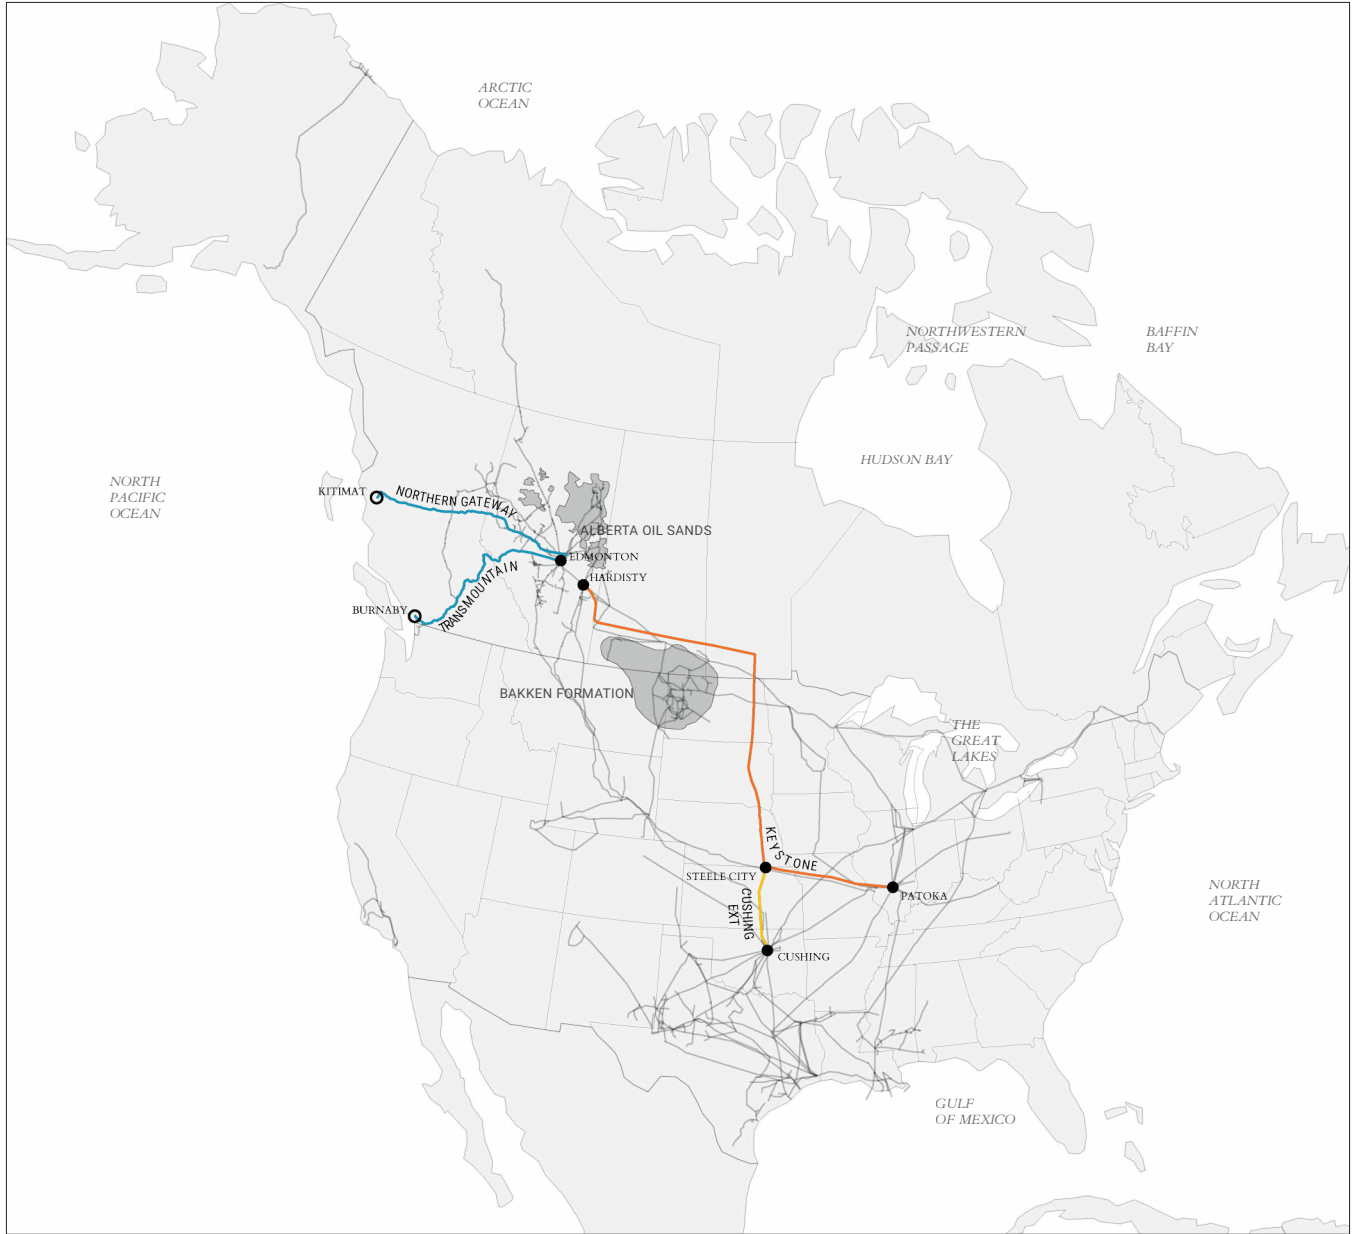 ARCTIC
OCEAN
NORTHWESTERN
PASSAGE
BAFFIN
BAY
HUDSON BAY
NORTH
PACIFIC
OCEAN
KITIMAT
NORTHERN GATEWAY
ALBERTA OIL SANDS
EDMONTON
HARDISTY
TRANSMOUNTAIN
BURNABY
BAKKEN FORMATION
THE
GREAT
LAKES
KEYSTONE
STEELE CITY
PATOKA
CUSHING
EXT
CUSHING
NORTH
ATLANTIC
OCEAN
GULF
OF MEXICO